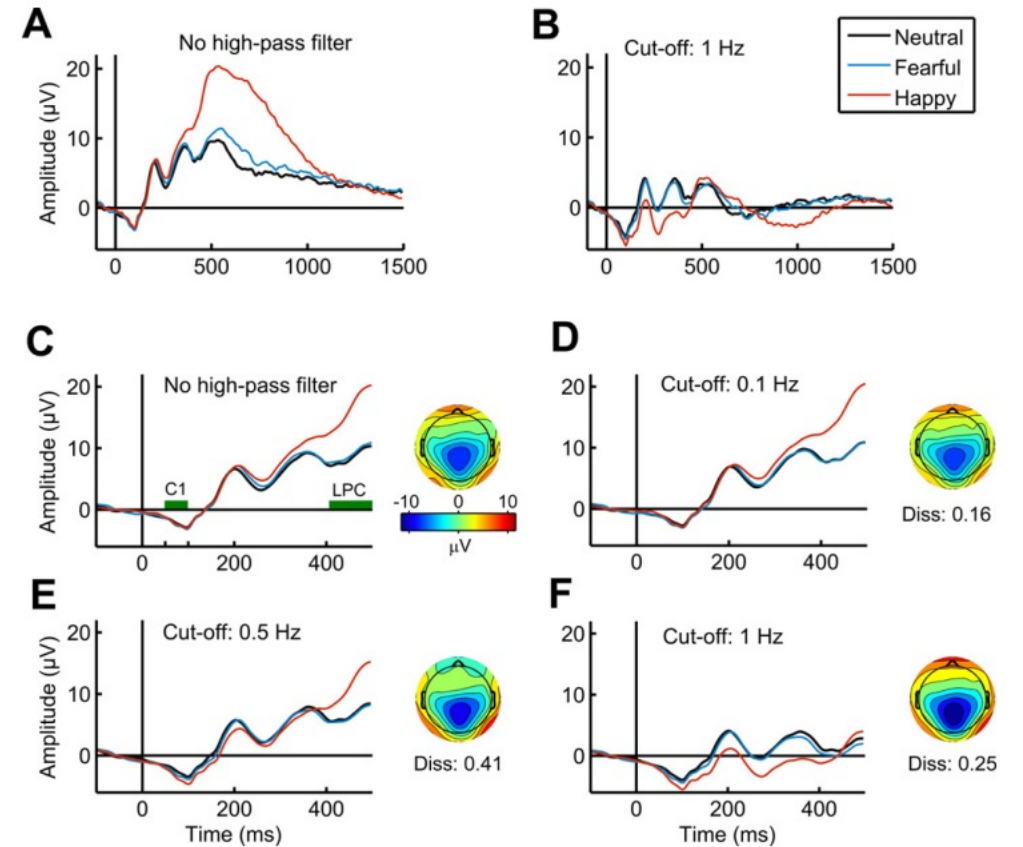 A
No high-pass filter
Amplitude (µV)
20
10
0
0
500
1000
1500
B
Cut-off: 1 Hz
20
10
0
0
500
1000
1500
Neutral
Fearful
Happy
C
No high-pass filter
Amplitude (µV)
20
10
0
C1
LPC
0
200
400
-10
0
10
µV
D
Cut-off: 0.1 Hz
20
10
0
0
200
400
Diss: 0.16
E
Cut-off: 0.5 Hz
Amplitude (µV)
20
10
0
0
200
400
Time (ms)
Diss: 0.41
F
Cut-off: 1 Hz
20
10
0
0
200
400
Time (ms)
Diss: 0.25